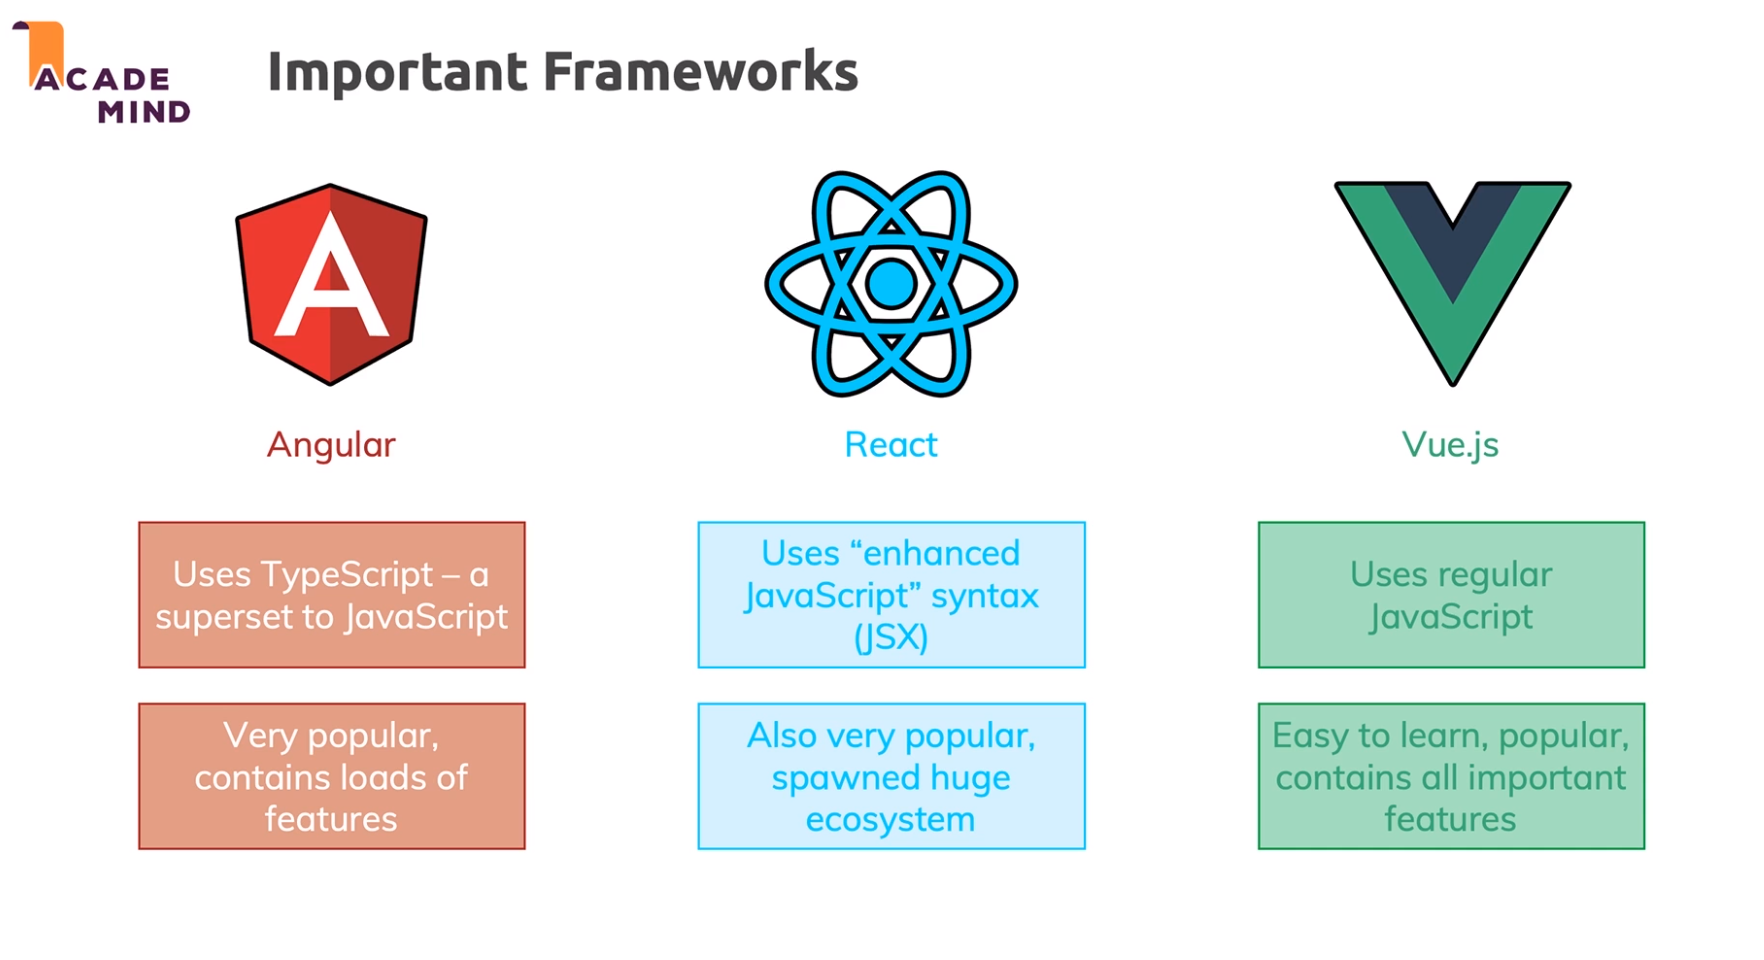 ACADE
MIND
Important Frameworks
A
Angular
React
Vue.js
Uses TypeScript – a
superset to JavaScript
Uses “enhanced
JavaScript” syntax
(JSX)
Uses regular
JavaScript
Very popular,
contains loads of
features
Also very popular,
spawned huge
ecosystem
Easy to learn, popular,
contains all important
features